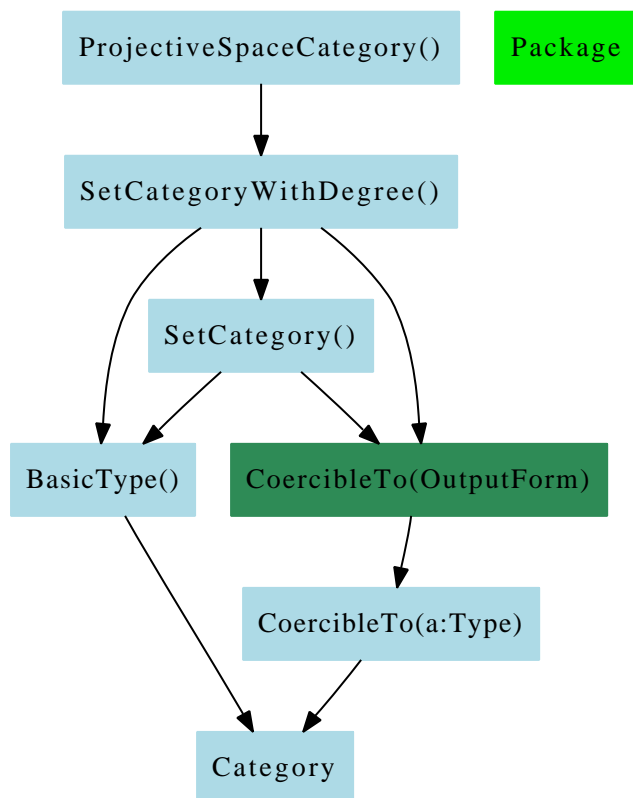 ProjectiveSpaceCategory()
Package
SetCategoryWithDegree()
SetCategory()
BasicType()
CoercibleTo(OutputForm)
CoercibleTo(a:Type)
Category